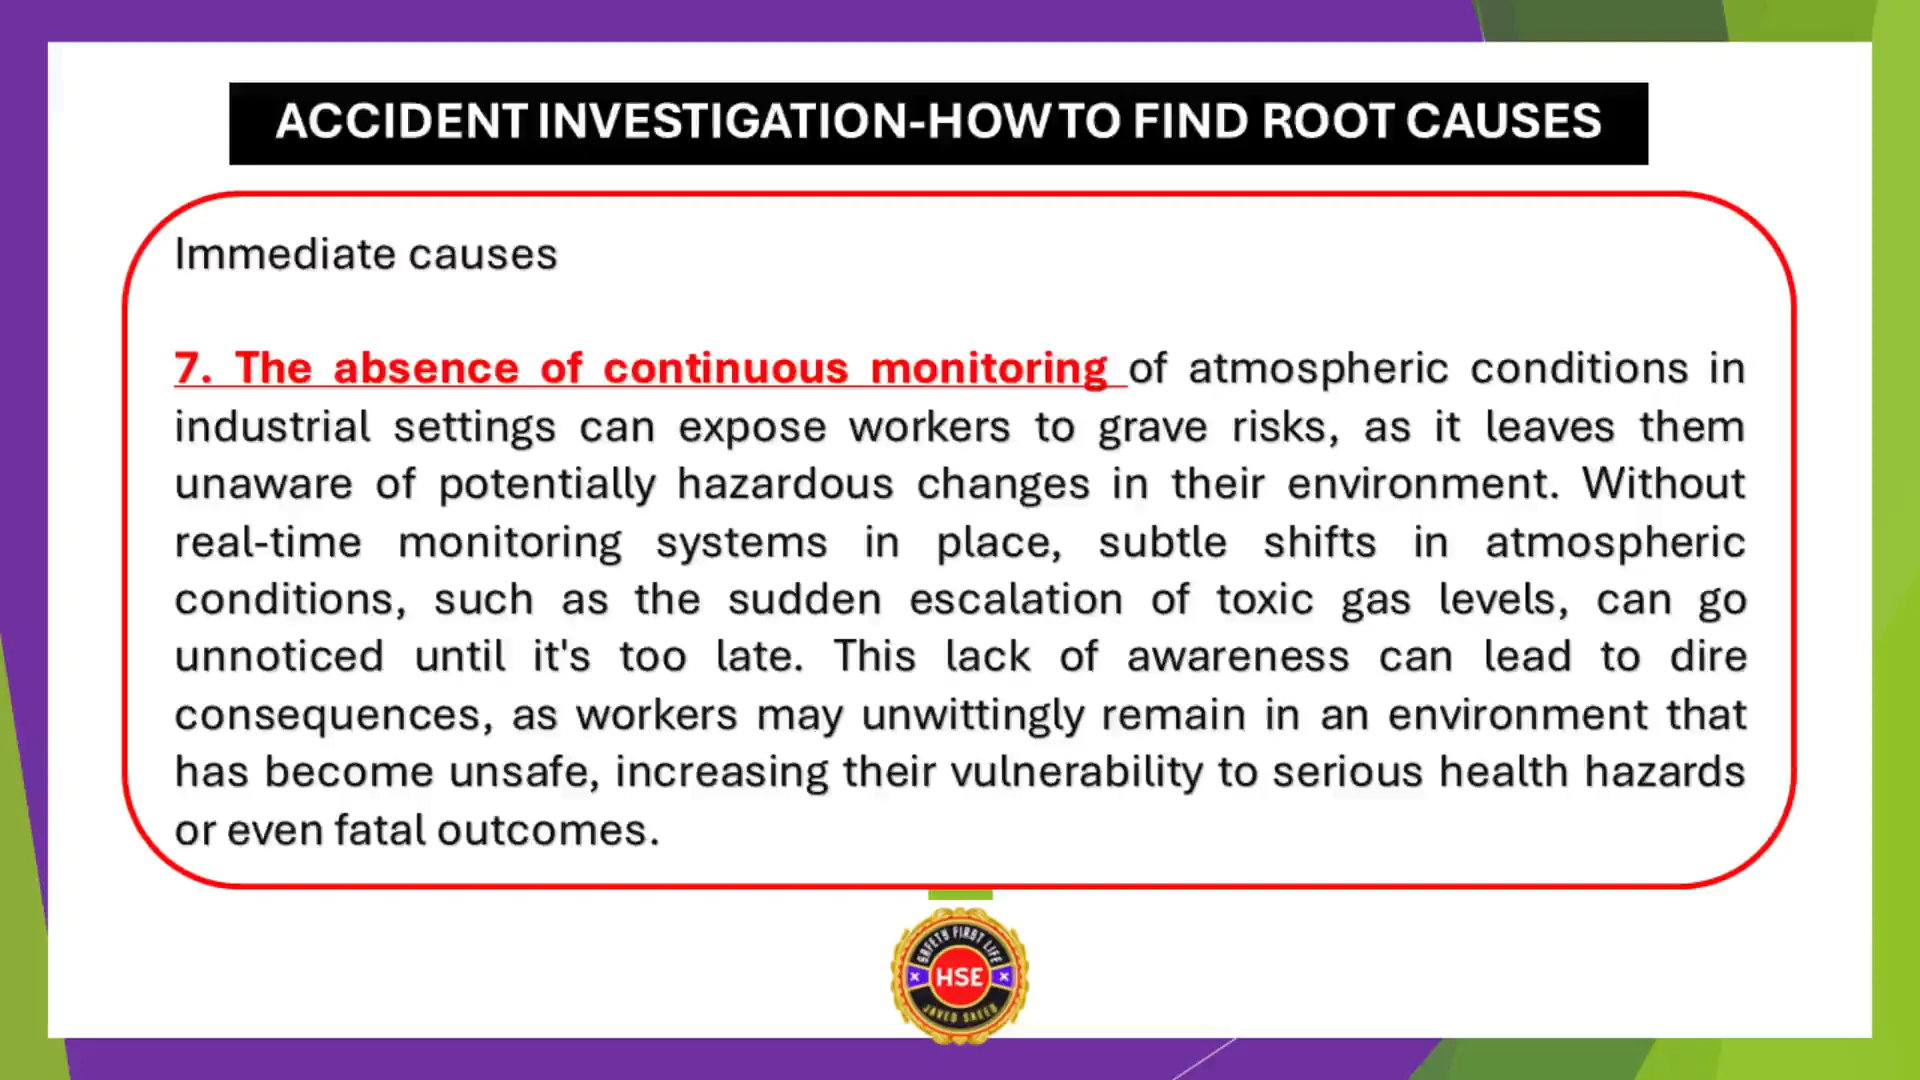 ACCIDENT INVESTIGATION-HOW TO FIND ROOT CAUSES
Immediate causes
7. The absence of continuous monitoring of atmospheric conditions in
industrial settings can expose workers to grave risks, as it leaves them
unaware of potentially hazardous changes in their environment. Without
real-time monitoring systems in place, subtle shifts in atmospheric
conditions, such as the sudden escalation of toxic gas levels, can go
unnoticed until it's too late. This lack of awareness can lead to dire
consequences, as workers may unwittingly remain in an environment that
has become unsafe, increasing their vulnerability to serious health hazards
or even fatal outcomes.
SAFETY FIRST LIFE
HSE
JAVED SAEED